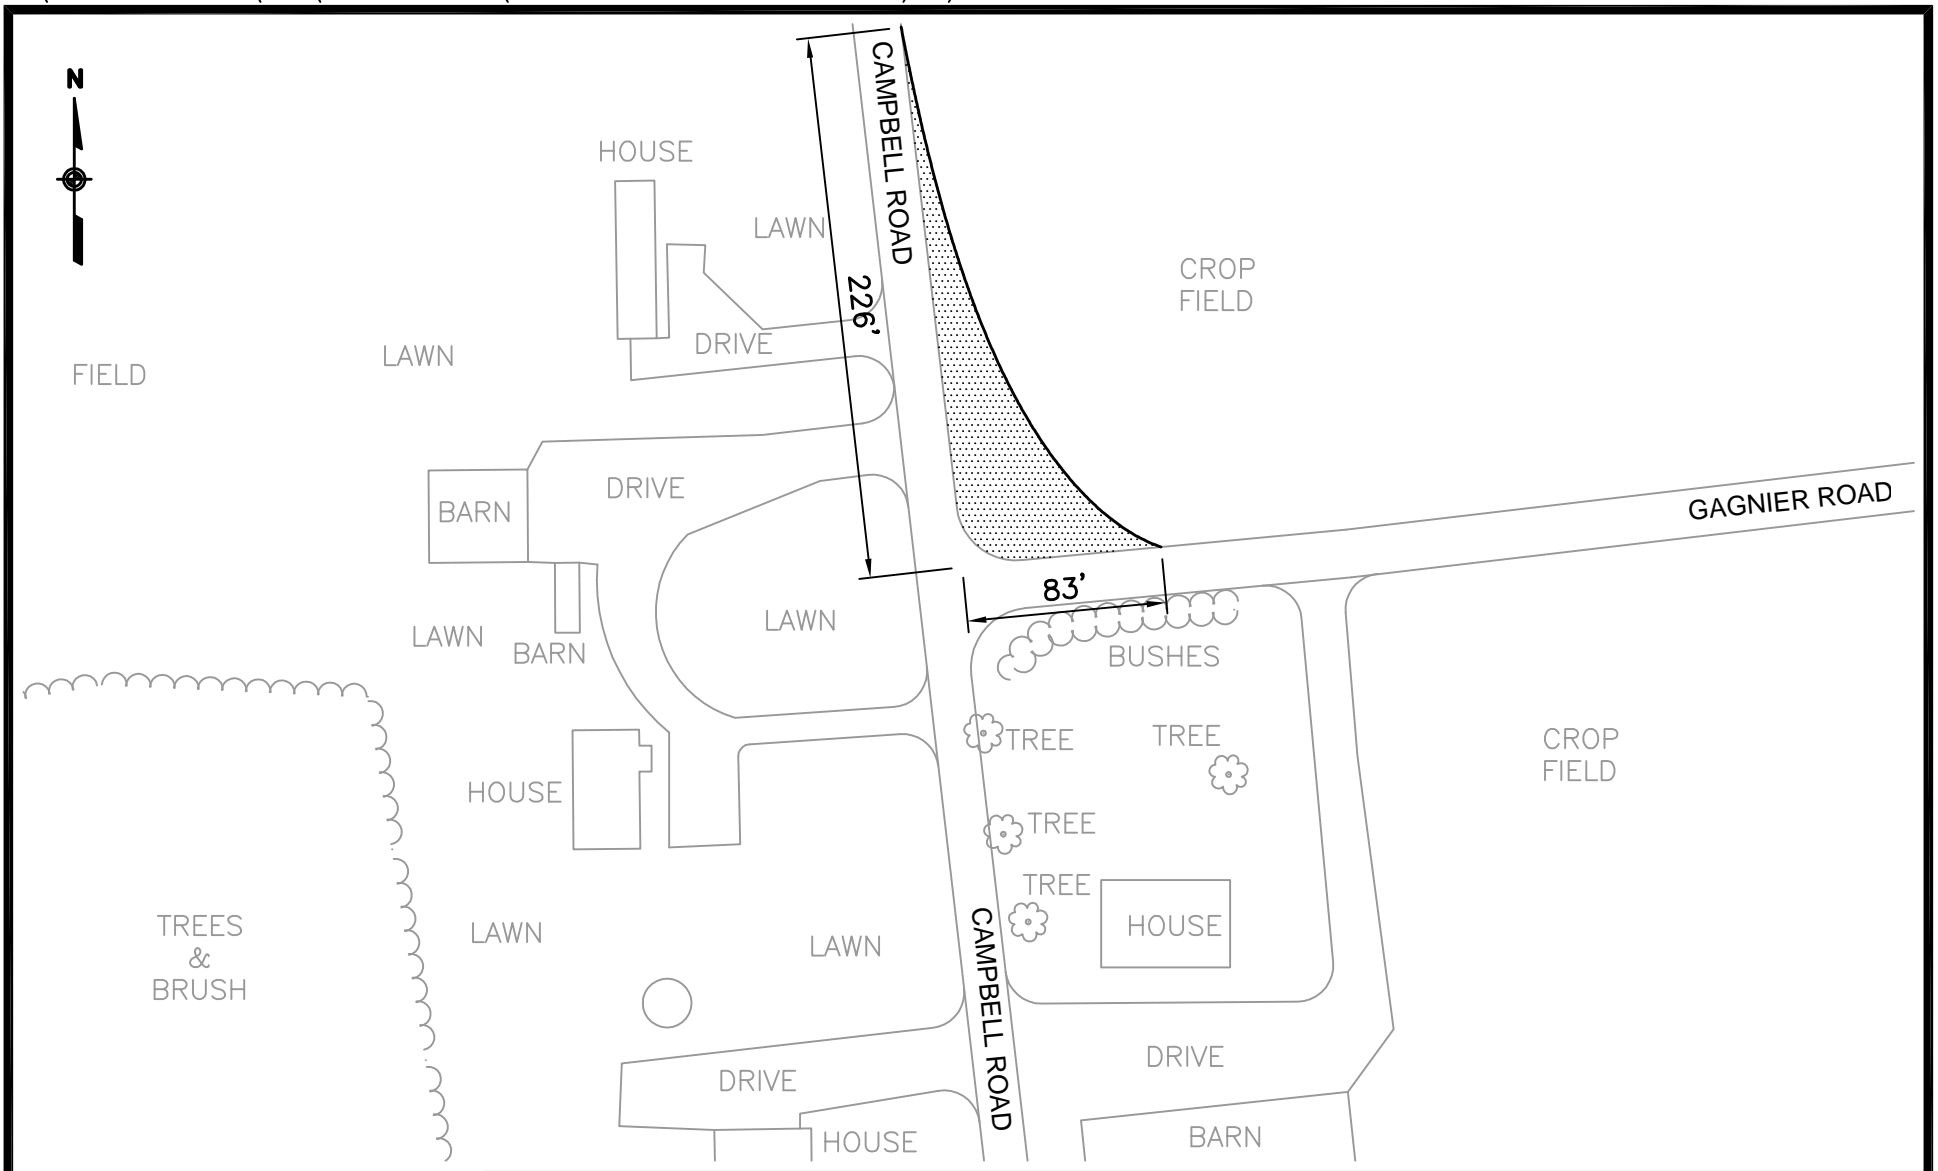 N
CAMPBELL ROAD
HOUSE
LAWN
CROP
FIELD
226'
DRIVE
LAWN
FIELD
GAGNIER ROAD
DRIVE
BARN
83'
LAWN
LAWN
BARN
BUSHES
TREE
TREE
CROP
FIELD
HOUSE
TREE
TREE
TREES
&
BRUSH
LAWN
LAWN
HOUSE
CAMPBELL ROAD
DRIVE
DRIVE
HOUSE
BARN